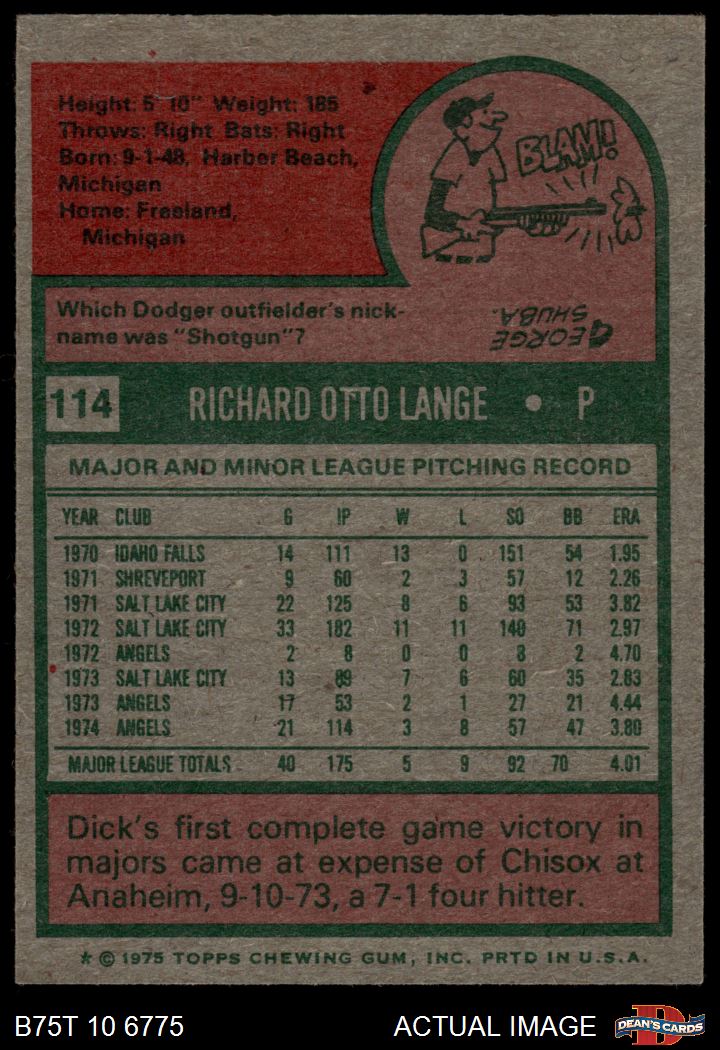 Height: 5' 10" Weight: 185
Throws: Right Bats: Right
Born: 9-1-48, Harber Beach,
Michigan
Home: Freeland,
Michigan
BLAM!
Which Dodger outfielder's nick-
name was "Shotgun"?
GEORGE
SHUBA.
114 RICHARD OTTO LANGE • P
MAJOR AND MINOR LEAGUE PITCHING RECORD
YEAR CLUB G IP W L SO BB ERA
1970 IDAHO FALLS 14 111 13 0 151 54 1.95
1971 SHREVEPORT 9 60 2 3 57 12 2.26
1971 SALT LAKE CITY 22 125 8 6 93 53 3.82
1972 SALT LAKE CITY 33 182 11 11 140 71 2.97
1972 ANGELS 2 8 0 0 8 2 4.70
1973 SALT LAKE CITY 13 89 7 6 60 35 2.83
1973 ANGELS 17 53 2 1 27 21 4.44
1974 ANGELS 21 114 3 8 57 47 3.80
MAJOR LEAGUE TOTALS 40 175 5 9 92 70 4.01
Dick's first complete game victory in
majors came at expense of Chisox at
Anaheim, 9-10-73, a 7-1 four hitter.
* © 1975 TOPPS CHEWING GUM, INC. PRTD IN U.S.A.
B75T 10 6775 ACTUAL IMAGE
DEAN'S CARDS